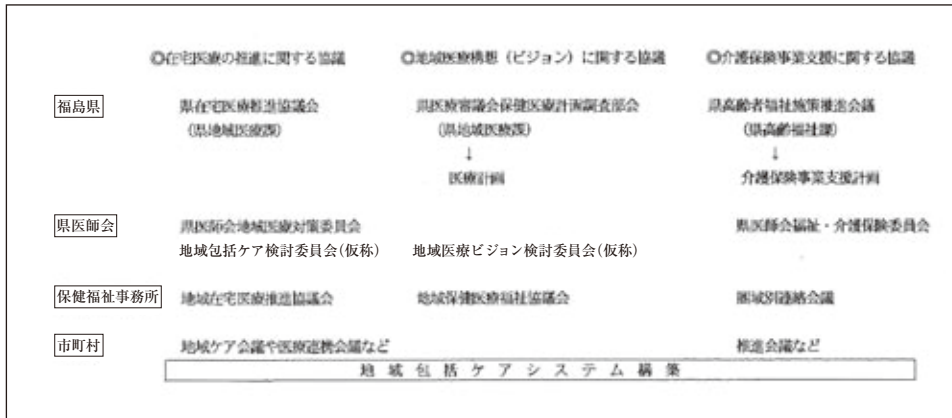 ◎在宅医療の推進に関する協議 ◎地域医療構想（ビジョン）に関する協議 ◎介護保険事業支援に関する協議
福島県 県在宅医療推進協議会 県医療審議会保健医療計画調査部会 県高齢者福祉施策推進会議
（県地域医療課） （県地域医療課） （県高齢福祉課）
↓ ↓
医療計画 介護保険事業支援計画
県医師会 県医師会地域医療対策委員会 県医師会福祉・介護保険委員会
地域包括ケア検討委員会(仮称) 地域医療ビジョン検討委員会(仮称)
保健福祉事務所 地域在宅医療推進協議会 地域保健医療福祉協議会 圏域別連絡会議
市町村 地域ケア会議や医療連携会議など 推進会議など
地域包括ケアシステム構築